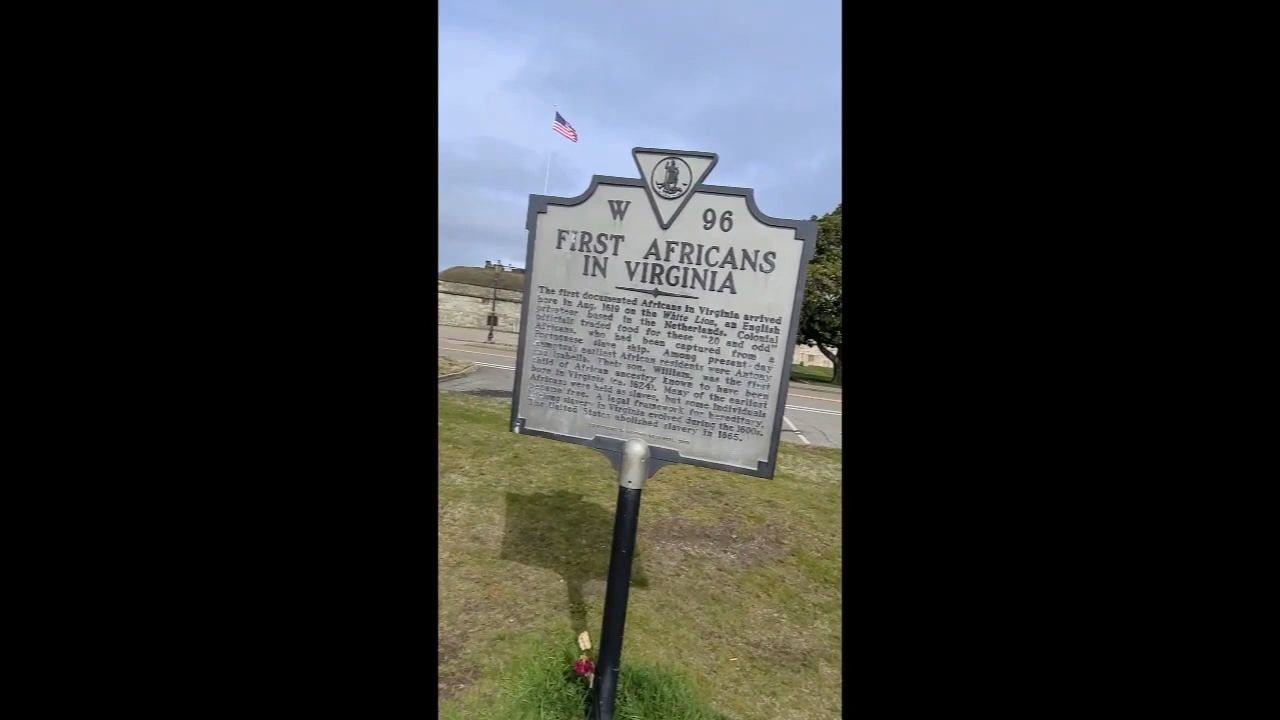 W 96
FIRST AFRICANS
IN VIRGINIA
The first documented Africans in Virginia arrived
here in Aug. 1619 on the White Lion, an English
privateer based in the Netherlands. Colonial
officials traded food for these "20 and odd"
Africans, who had been captured from a
Portuguese slave ship. Among present-day
Hampton's earliest African residents were Antony
and Isabella. Their son, William, was the first
child of African ancestry known to have been
born in Virginia (ca. 1624). Many of the earliest
Africans were held as slaves, but some individuals
became free. A legal framework for hereditary,
lifelong slavery in Virginia evolved during the 1600s.
The United States abolished slavery in 1865.